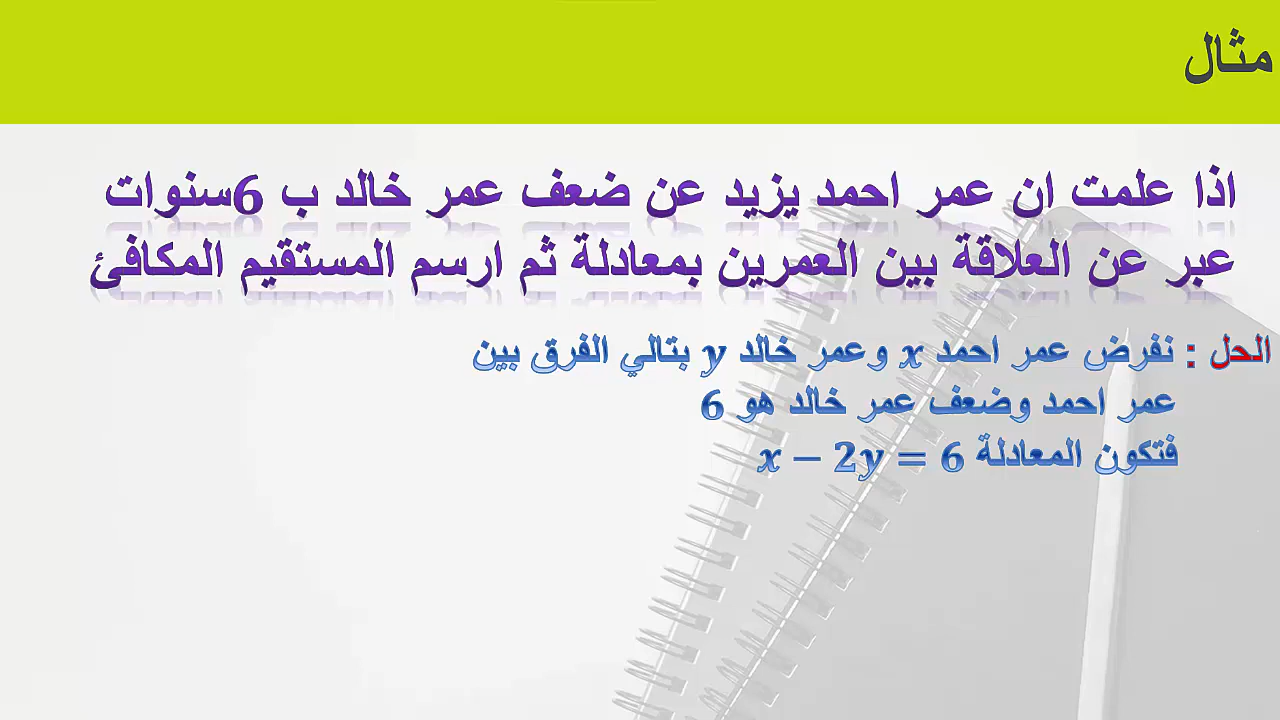 مثال
اذا علمت ان عمر احمد يزيد عن ضعف عمر خالد ب 6سنوات
عبر عن العلاقة بين العمرين بمعادلة ثم ارسم المستقيم المكافئ
الحل : نفرض عمر احمد x وعمر خالد y بتالي الفرق بين
عمر احمد وضعف عمر خالد هو 6
فتكون المعادلة x − 2y = 6